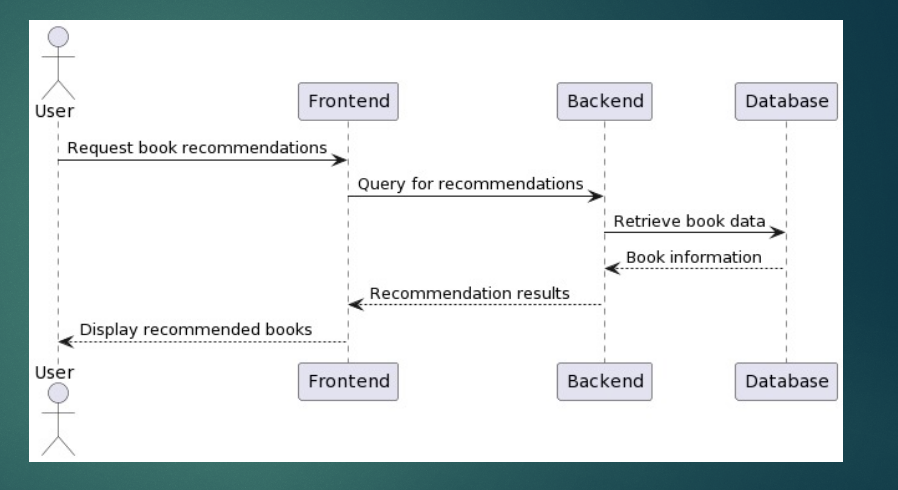 User
Frontend
Backend
Database
Request book recommendations
Query for recommendations
Retrieve book data
Book information
Recommendation results
Display recommended books
User
Frontend
Backend
Database